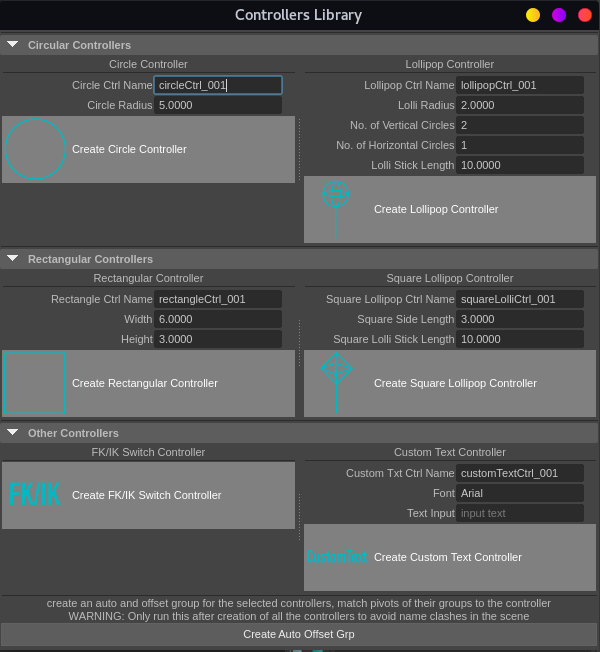 Controllers Library
Circular Controllers
Circle Controller
Circle Ctrl Name circleCtrl_001
Circle Radius 5.0000
Create Circle Controller
Lollipop Controller
Lollipop Ctrl Name lollipopCtrl_001
Lolli Radius 2.0000
No. of Vertical Circles 2
No. of Horizontal Circles 1
Lolli Stick Length 10.0000
Create Lollipop Controller
Rectangular Controllers
Rectangular Controller
Rectangle Ctrl Name rectangleCtrl_001
Width 6.0000
Height 3.0000
Create Rectangular Controller
Square Lollipop Controller
Square Lollipop Ctrl Name squareLolliCtrl_001
Square Side Length 3.0000
Square Lolli Stick Length 10.0000
Create Square Lollipop Controller
Other Controllers
FK/IK Switch Controller
FK/IK Create FK/IK Switch Controller
Custom Text Controller
Custom Txt Ctrl Name customTextCtrl_001
Font Arial
Text Input input text
CustomText Create Custom Text Controller
create an auto and offset group for the selected controllers, match pivots of their groups to the controller
WARNING: Only run this after creation of all the controllers to avoid name clashes in the scene
Create Auto Offset Grp